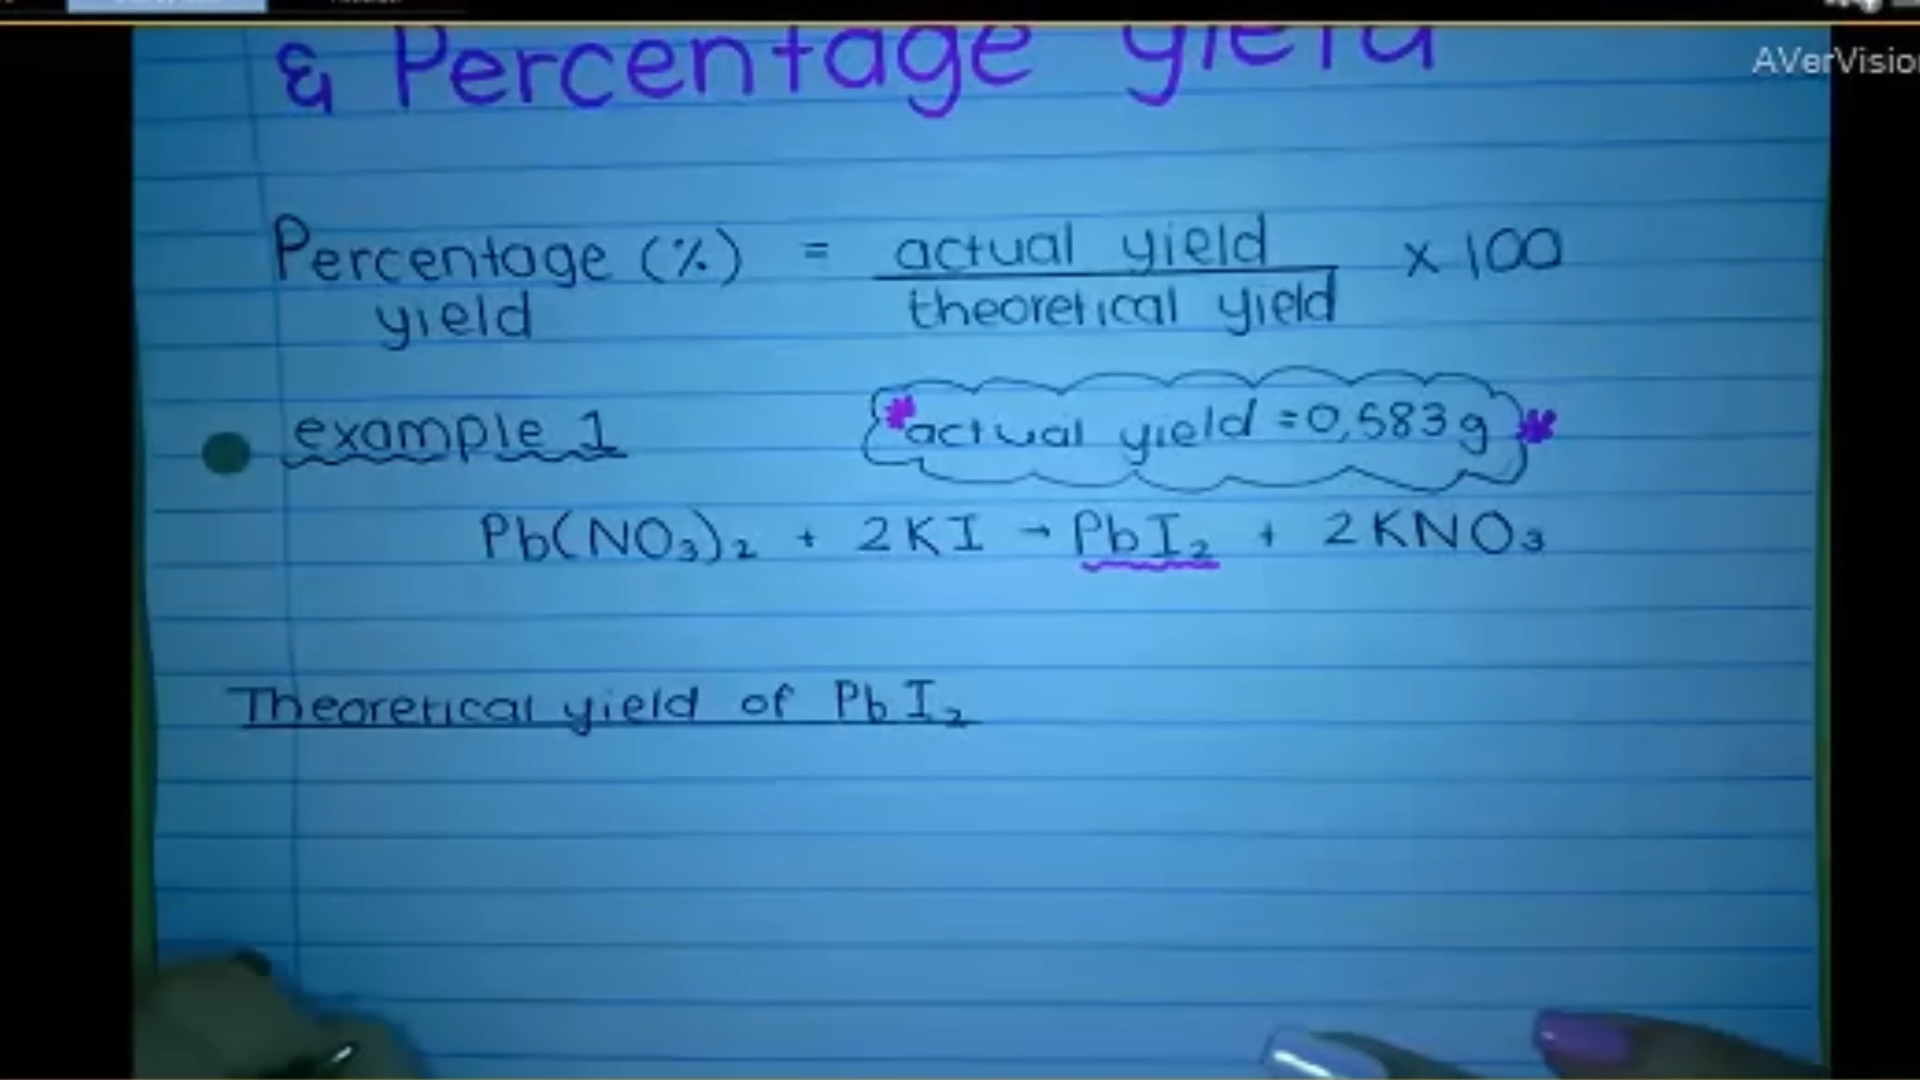 & Percentage yield
AVerVision
Percentage (%) = actual yield × 100
yield theoretical yield
example 1 *actual yield = 0,583g*
Pb(NO₃)₂ + 2KI → PbI₂ + 2KNO₃
Theoretical yield of PbI₂